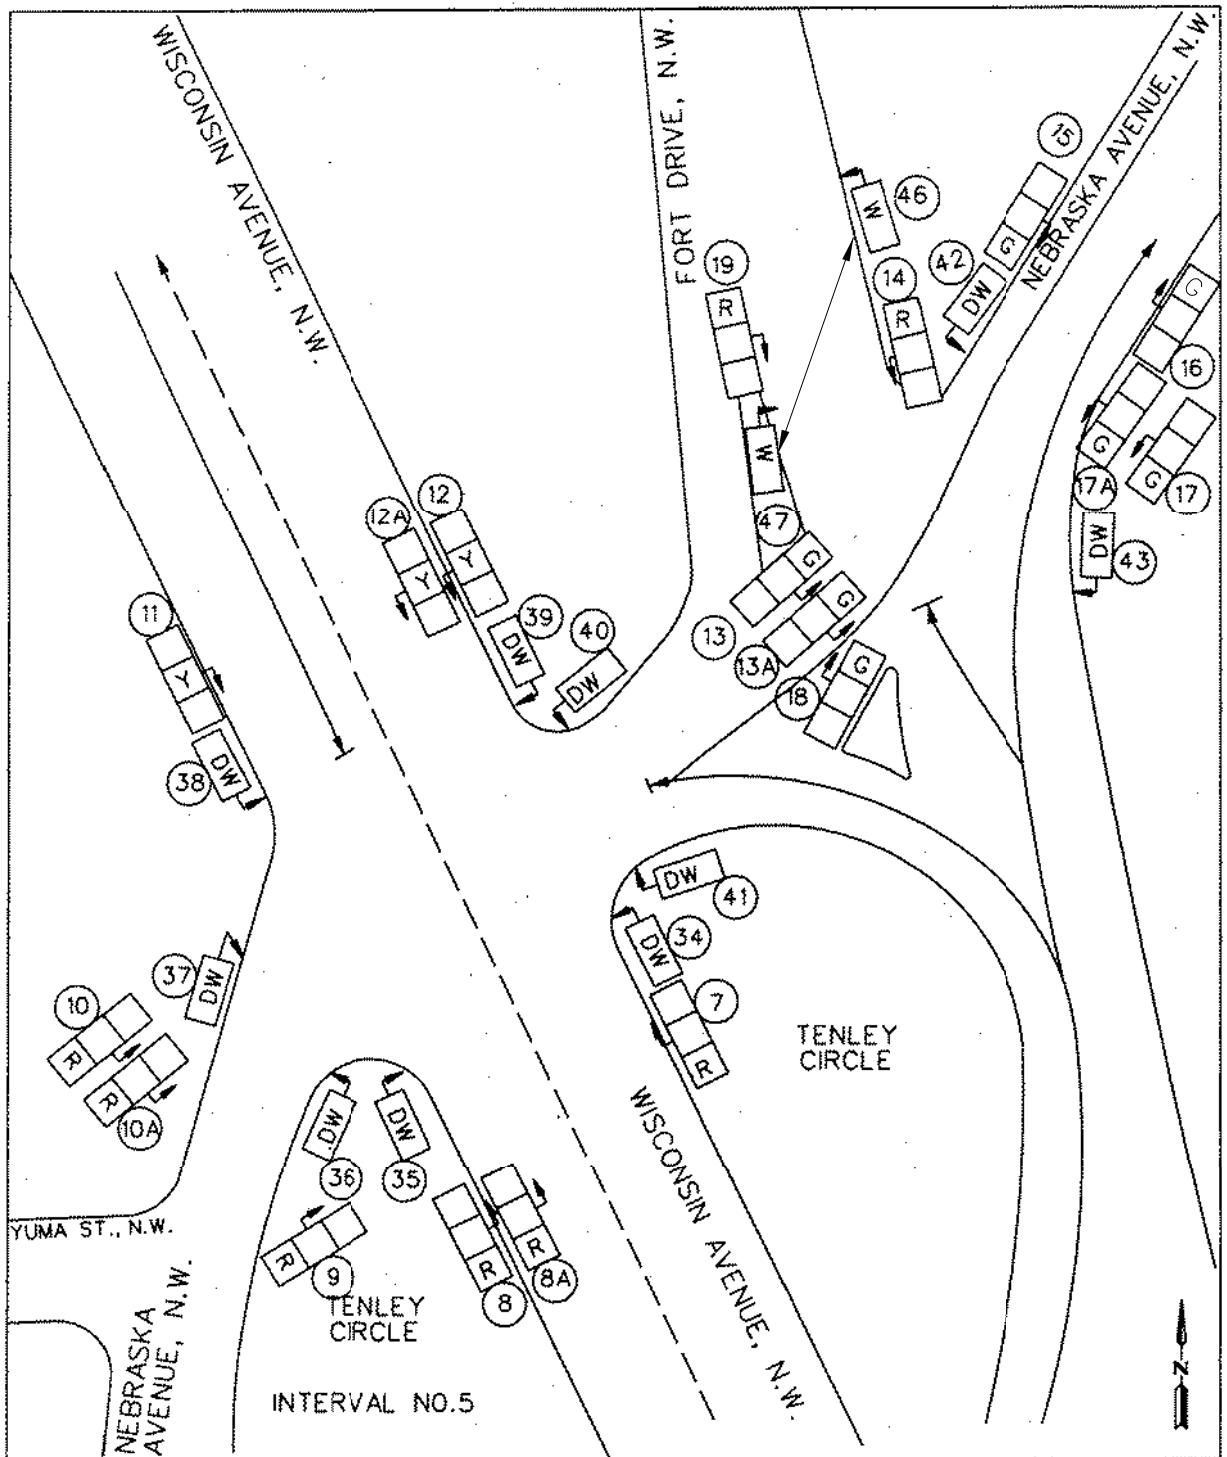 WISCONSIN AVENUE, N.W.
FORT DRIVE, N.W.
NEBRASKA AVENUE, N.W.
15
46
W
G
42
DW
19
R
14
R
G
16
W
47
G
17A
G
17
DW
43
12
12A
Y
Y
39
DW
40
DW
G
13
G
13A
G
18
11
Y
DW
38
DW
41
DW
34
7
R
37
DW
10
R
R
10A
TENLEY
CIRCLE
DW
36
DW
35
WISCONSIN AVENUE, N.W.
YUMA ST., N.W.
R
9
R
8
R
8A
TENLEY
CIRCLE
NEBRASKA
AVENUE, N.W.
INTERVAL NO.5
N